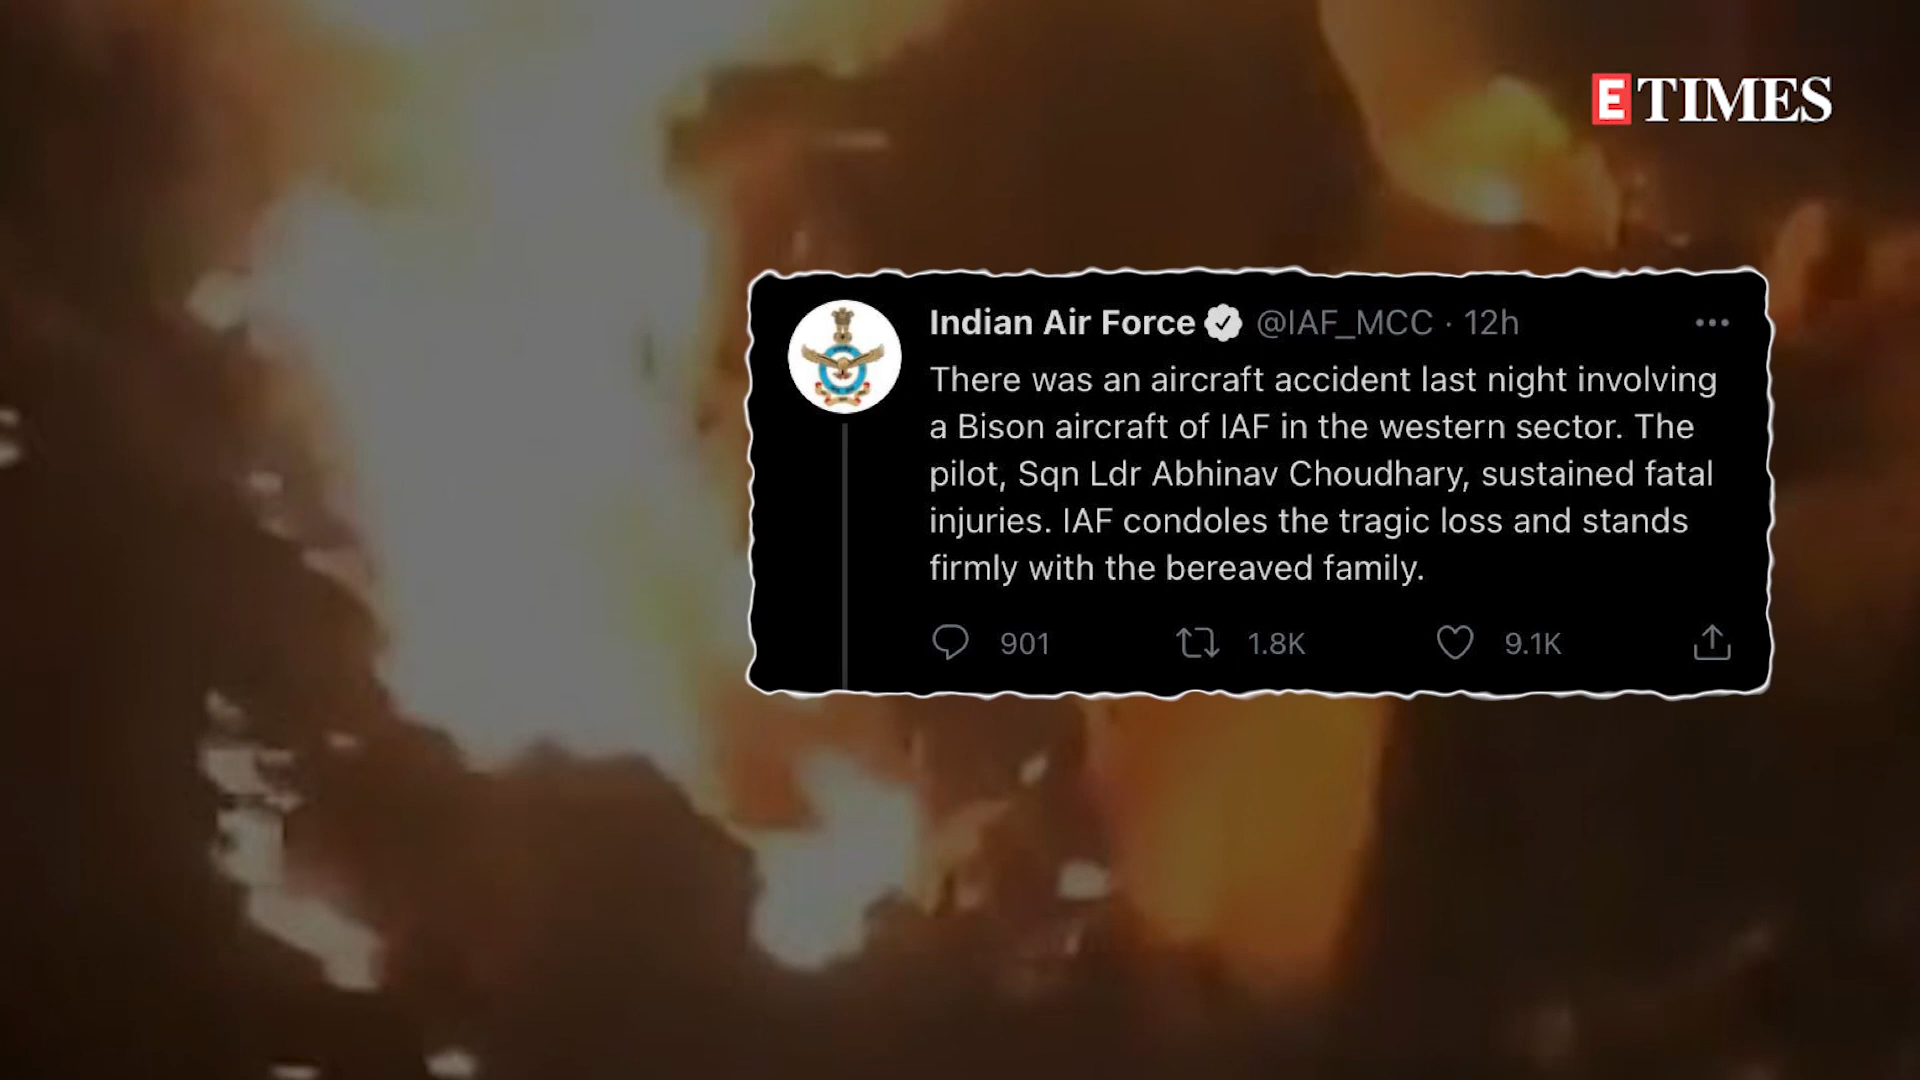 E TIMES
Indian Air Force @IAF_MCC · 12h
There was an aircraft accident last night involving
a Bison aircraft of IAF in the western sector. The
pilot, Sqn Ldr Abhinav Choudhary, sustained fatal
injuries. IAF condoles the tragic loss and stands
firmly with the bereaved family.
901 1.8K 9.1K